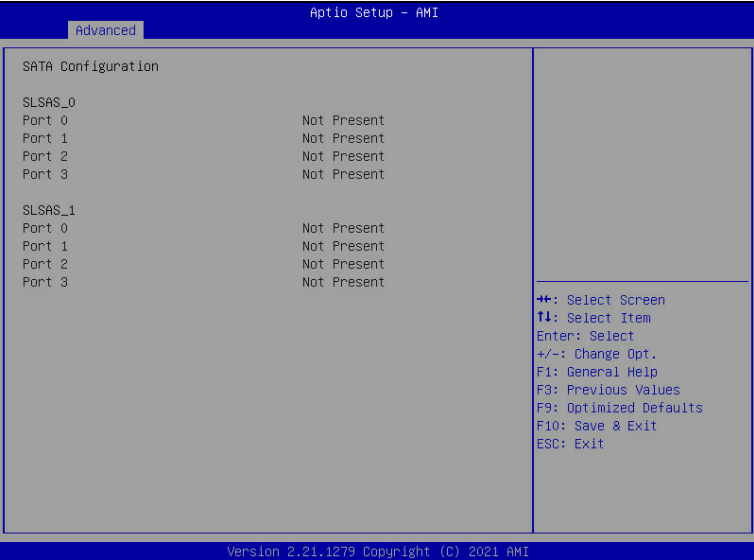 Aptio Setup - AMI
Advanced
SATA Configuration
SLSAS_0
Port 0 Not Present
Port 1 Not Present
Port 2 Not Present
Port 3 Not Present
SLSAS_1
Port 0 Not Present
Port 1 Not Present
Port 2 Not Present
Port 3 Not Present
→←: Select Screen
↑↓: Select Item
Enter: Select
+/-: Change Opt.
F1: General Help
F3: Previous Values
F9: Optimized Defaults
F10: Save & Exit
ESC: Exit
Version 2.21.1279 Copyright (C) 2021 AMI